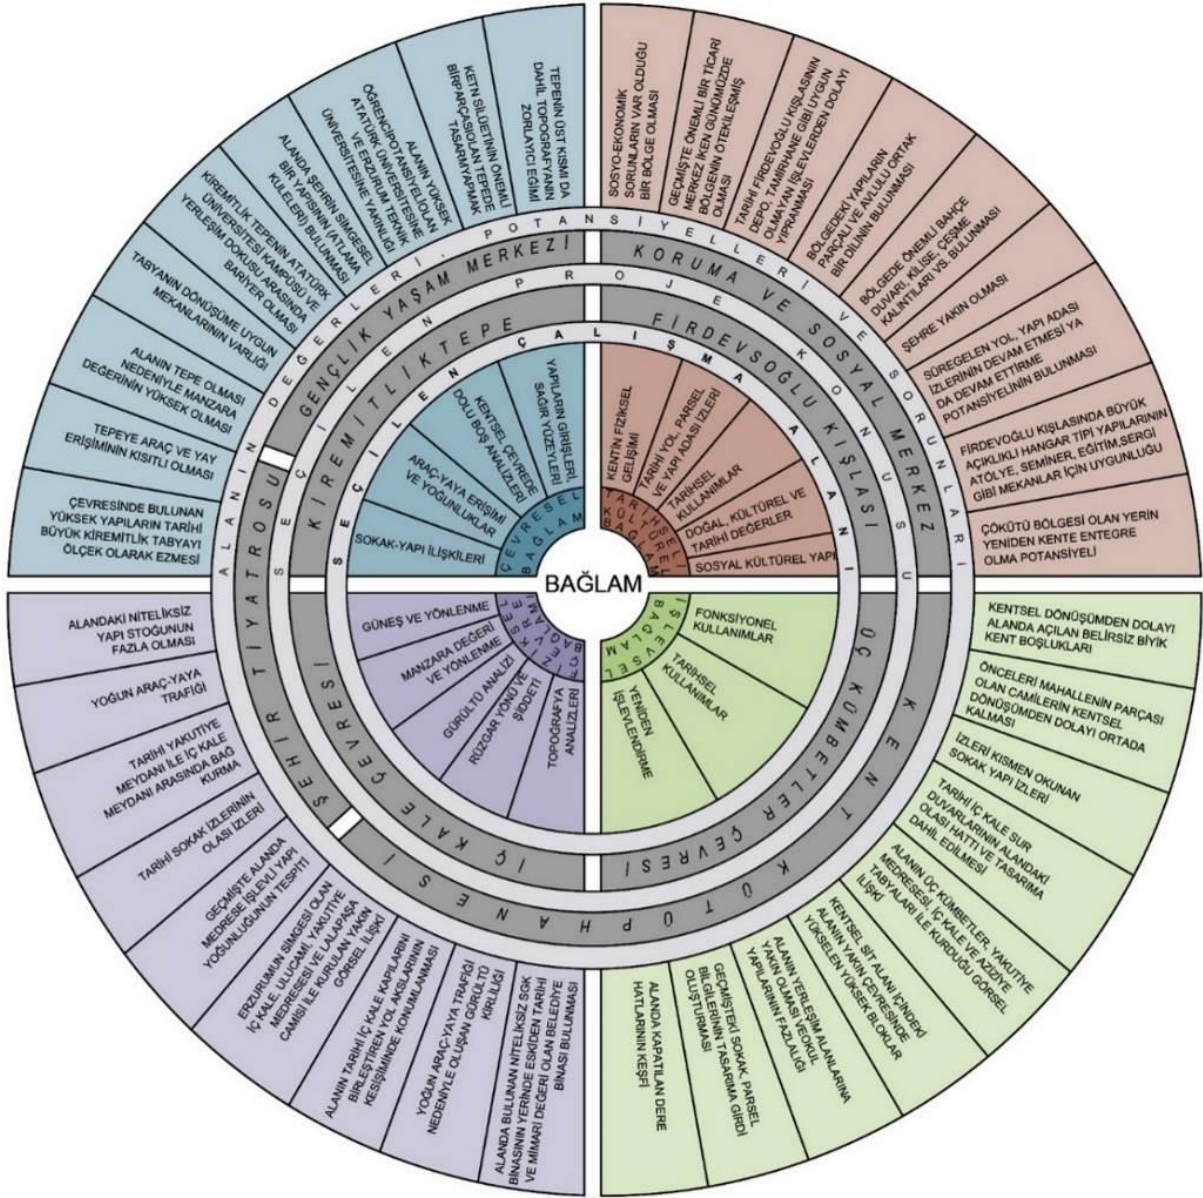 BAĞLAM
ÇEVRESEL
BAĞLAM
TARİHSEL/
KÜLTÜREL
BAĞLAM
İŞLEVSEL
BAĞLAM
SOKAK-YAPI İLİŞKİLERİ
ARAÇ-YAYA ERİŞİMİ
VE YOĞUNLUKLAR
KENTSEL ÇEVREDE
DOLU BOŞ ANALİZLERİ
YAPILARIN GİRİŞLERİ,
SAĞIR YÜZEYLERİ
KENTİN FİZİKSEL
GELİŞİMİ
TARİHİ YOL, PARSEL
VE YAPI ADASI İZLERİ
TARİHSEL
KULLANIMLAR
DOĞAL, KÜLTÜREL VE
TARİHİ DEĞERLER
SOSYAL KÜLTÜREL YAPI
FONKSİYONEL
KULLANIMLAR
TARİHSEL
KULLANIMLAR
YENİDEN
İŞLEVLENDİRME
TOPOGRAFYA
ANALİZLERİ
RÜZGAR YÖNÜ VE
ŞİDDETİ
GÜRÜLTÜ ANALİZİ
MANZARA DEĞERİ
VE YÖNLENME
GÜNEŞ VE YÖNLENME
SEÇİLEN ÇALIŞMA ALANI
KİREMİTLİKTEPE
FİRDEVSOĞLU KIŞLASI
ÜÇ KÜMBETLER ÇEVRESİ
İÇ KALE ÇEVRESİ
SEÇİLEN PROJE KONUSU
GENÇLİK YAŞAM MERKEZİ
KORUMA VE SOSYAL MERKEZ
KENT KÜTÜPHANESİ
ŞEHİR TİYATROSU
ALANIN DEĞERLERİ, POTANSİYELLERİ VE SORUNLARI
ÇEVRESİNDE BULUNAN
YÜKSEK YAPILARIN TARİHİ
BÜYÜK KİREMİTLİK TABYAYI
ÖLÇEK OLARAK EZMESİ
TEPEYE ARAÇ VE YAY
ERİŞİMİNİN KISITLI OLMASI
ALANIN TEPE OLMASI
NEDENİYLE MANZARA
DEĞERİNİN YÜKSEK OLMASI
TABYANIN DÖNÜŞÜME UYGUN
MEKANLARININ VARLIĞI
KİREMİTLİK TEPENİN ATATÜRK
ÜNİVERSİTESİ KAMPÜSÜ VE
YERLEŞİM DOKUSU ARASINDA
BARİYER OLMASI
ALANDA ŞEHRİN SİMGESEL
BİR YAPISININ (ATLAMA
KULELERİ) BULUNMASI
ALANIN YÜKSEK
ÖĞRENCİPOTANSİYELİOLAN
ATATÜRK ÜNİVERSİTESİNE
VE ERZURUM TEKNİK
ÜNİVERSİTESİNE YAKINLIĞI
KETN SİLÜETİNİN ÖNEMLİ
BİRPARÇASIOLAN TEPEDE
TASARMYAPMAK
TEPENİN ÜST KISMI DA
DAHİL TOPOGRAFYANIN
ZORLAYICI EĞİMİ
SOSYO-EKONOMİK
SORUNLARIN VAR OLDUĞU
BİR BÖLGE OLMASI
GEÇMİŞTE ÖNEMLİ BİR TİCARİ
MERKEZ İKEN GÜNÜMÜZDE
BÖLGENİN ÖTEKİLEŞMİŞ
OLMASI
TARİHİ FİRDEVOĞLU KIŞLASININ
DEPO, TAMİRHANE GİBİ UYGUN
OLMAYAN İŞLEVLERDEN DOLAYI
YIPRANMASI
BÖLGEDEKİ YAPILARIN
PARÇALI VE AVLULU ORTAK
BİR DİLİNİN BULUNMASI
BÖLGEDE ÖNEMLİ BAHÇE
DUVARI, KİLİSE, ÇEŞME
KALINTILARI VS. BULUNMASI
ŞEHRE YAKIN OLMASI
SÜREGELEN YOL, YAPI ADASI
İZLERİNİN DEVAM ETMESİ YA
DA DEVAM ETTİRME
POTANSİYELİNİN BULUNMASI
FİRDEVOĞLU KIŞLASINDA BÜYÜK
AÇIKLIKLI HANGAR TİPİ YAPILARININ
ATÖLYE, SEMİNER, EĞİTİM,SERGİ
GİBİ MEKANLAR İÇİN UYGUNLUĞU
ÇÖKÜTÜ BÖLGESİ OLAN YERİN
YENİDEN KENTE ENTEGRE
OLMA POTANSİYELİ
KENTSEL DÖNÜŞÜMDEN DOLAYI
ALANDA AÇILAN BELİRSİZ BİYİK
KENT BOŞLUKLARI
ÖNCELERİ MAHALLENİN PARÇASI
OLAN CAMİLERİN KENTSEL
DÖNÜŞÜMDEN DOLAYI ORTADA
KALMASI
İZLERİ KISMEN OKUNAN
SOKAK YAPI İZLERİ
TARİHİ İÇ KALE SUR
DUVARLARININ ALANDAKİ
OLASI HATTI VE TASARIMA
DAHİL EDİLMESİ
ALANIN ÜÇ KÜMBETLER, YAKUTİYE
MEDRESESİ, İÇ KALE VE AZİZİYE
TABYALARI İLE KURDUĞU GÖRSEL
İLİŞKİ
KENTSEL SİT ALANI İÇİNDEKİ
ALANIN YAKIN ÇEVRESİNDE
YÜKSELEN YÜKSEK BLOKLAR
ALANIN YERLEŞİM ALANLARINA
YAKIN OLMASI VEOKUL
YAPILARININ FAZLALIĞI
GEÇMİŞTEKİ SOKAK, PARSEL
BİLGİLERİNİN TASARIMA GİRDİ
OLUŞTURMASI
ALANDA KAPATILAN DERE
HATLARININ KEŞFİ
ALANDA BULUNAN NİTELİKSİZ SGK
BİNASININ YERİNDE ESKİDEN TARİHİ
VE MİMARİ DEĞERİ OLAN BELEDİYE
BİNASI BULUNMASI
YOĞUN ARAÇ-YAYA TRAFİĞİ
NEDENİYLE OLUŞAN GÜRÜLTÜ
KİRLİLİĞİ
ALANIN TARİHİ İÇ KALE KAPILARINI
BİRLEŞTİREN YOL AKSLARININ
KESİŞİMİNDE KONUMLANMASI
ERZURUMUN SİMGESİ OLAN
İÇ KALE, ULUCAMİ, YAKUTİYE
MEDRESESİ VE LALAPAŞA
CAMİSİ İLE KURULAN YAKIN
GÖRSEL İLİŞKİ
GEÇMİŞTE ALANDA
MEDRESE İŞLEVLİ YAPI
YOĞUNLUĞUNUN TESPİTİ
TARİHİ SOKAK İZLERİNİN
OLASI İZLERİ
TARİHİ YAKUTİYE
MEYDANI İLE İÇ KALE
MEYDANI ARASINDA BAĞ
KURMA
YOĞUN ARAÇ-YAYA
TRAFİĞİ
ALANDAKİ NİTELİKSİZ
YAPI STOĞUNUN
FAZLA OLMASI